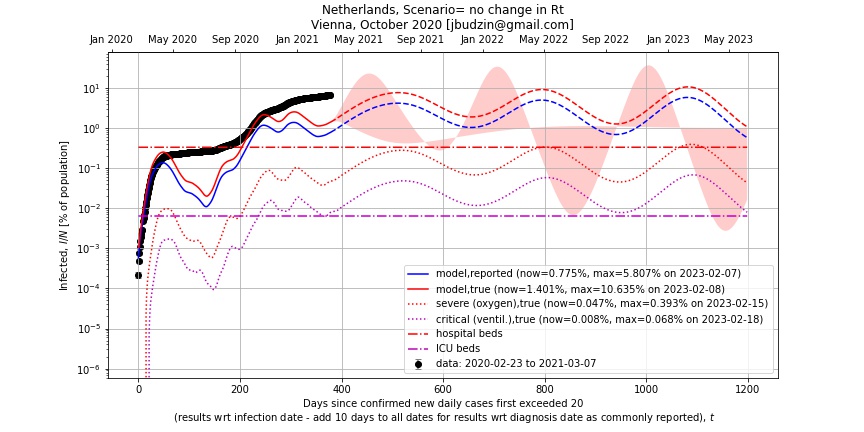 Netherlands, Scenario= no change in Rt
Vienna, October 2020 [jbudzin@gmail.com]
Jan 2020 May 2020 Sep 2020 Jan 2021 May 2021 Sep 2021 Jan 2022 May 2022 Sep 2022 Jan 2023 May 2023
Infected, I/N [% of population]
10¹
10⁰
10⁻¹
10⁻²
10⁻³
10⁻⁴
10⁻⁵
10⁻⁶
model,reported (now=0.775%, max=5.807% on 2023-02-07)
model,true (now=1.401%, max=10.635% on 2023-02-08)
severe (oxygen),true (now=0.047%, max=0.393% on 2023-02-15)
critical (ventil.),true (now=0.008%, max=0.068% on 2023-02-18)
hospital beds
ICU beds
data: 2020-02-23 to 2021-03-07
0 200 400 600 800 1000 1200
Days since confirmed new daily cases first exceeded 20
(results wrt infection date - add 10 days to all dates for results wrt diagnosis date as commonly reported), t